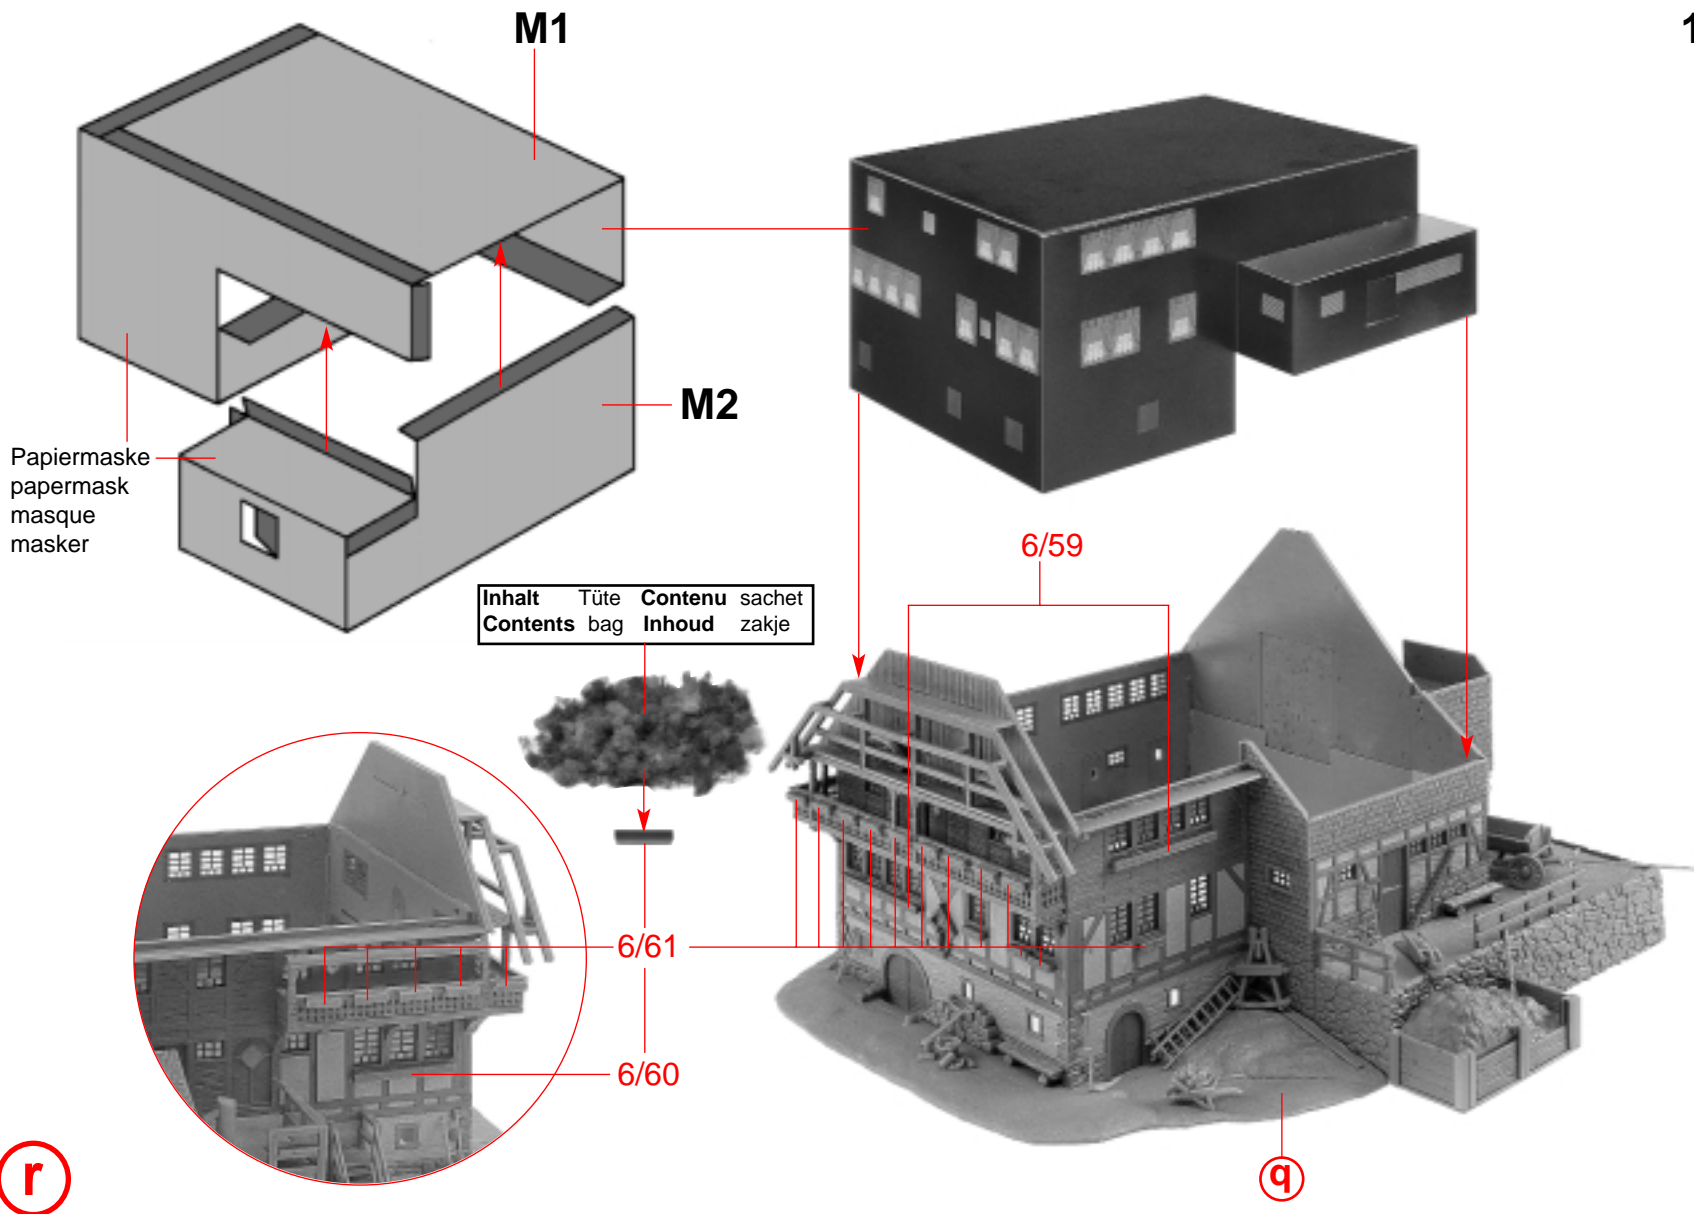 M1
1
M2
Papiermaske
papermask
masque
masker
6/59
Inhalt Tüte Contenu sachet
Contents bag Inhoud zakje
6/61
6/60
r
q